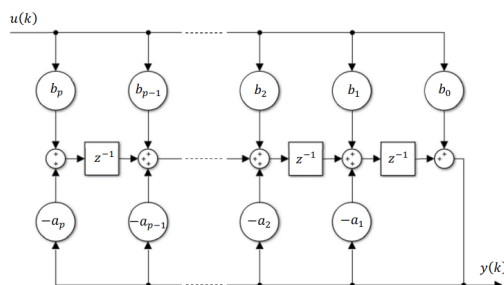 u(k)
b_p b_{p-1} b_2 b_1 b_0
+ + z^{-1} + + + + z^{-1} + + z^{-1} + +
-a_p -a_{p-1} -a_2 -a_1
y(k)